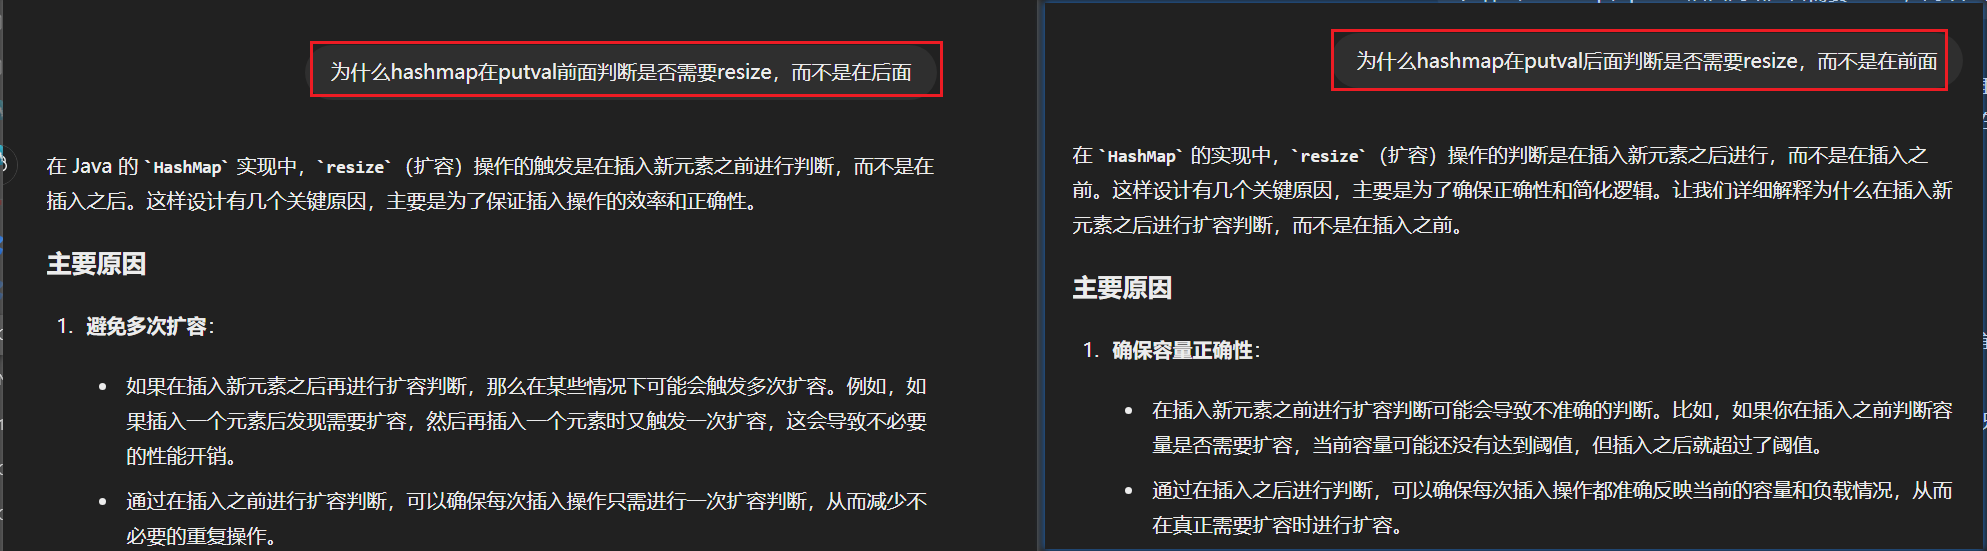 为什么hashmap在putval前面判断是否需要resize，而不是在后面
在 Java 的 `HashMap` 实现中，`resize`（扩容）操作的触发是在插入新元素之前进行判断，而不是在
插入之后。这样设计有几个关键原因，主要是为了保证插入操作的效率和正确性。
主要原因
1. 避免多次扩容：
• 如果在插入新元素之后再进行扩容判断，那么在某些情况下可能会触发多次扩容。例如，如
果插入一个元素后发现需要扩容，然后再插入一个元素时又触发一次扩容，这会导致不必要
的性能开销。
• 通过在插入之前进行扩容判断，可以确保每次插入操作只需进行一次扩容判断，从而减少不
必要的重复操作。
为什么hashmap在putval后面判断是否需要resize，而不是在前面
在 `HashMap` 的实现中，`resize`（扩容）操作的判断是在插入新元素之后进行，而不是在插入之
前。这样设计有几个关键原因，主要是为了确保正确性和简化逻辑。让我们详细解释为什么在插入新
元素之后进行扩容判断，而不是在插入之前。
主要原因
1. 确保容量正确性：
• 在插入新元素之前进行扩容判断可能会导致不准确的判断。比如，如果你在插入之前判断容
量是否需要扩容，当前容量可能还没有达到阈值，但插入之后就超过了阈值。
• 通过在插入之后进行判断，可以确保每次插入操作都准确反映当前的容量和负载情况，从而
在真正需要扩容时进行扩容。